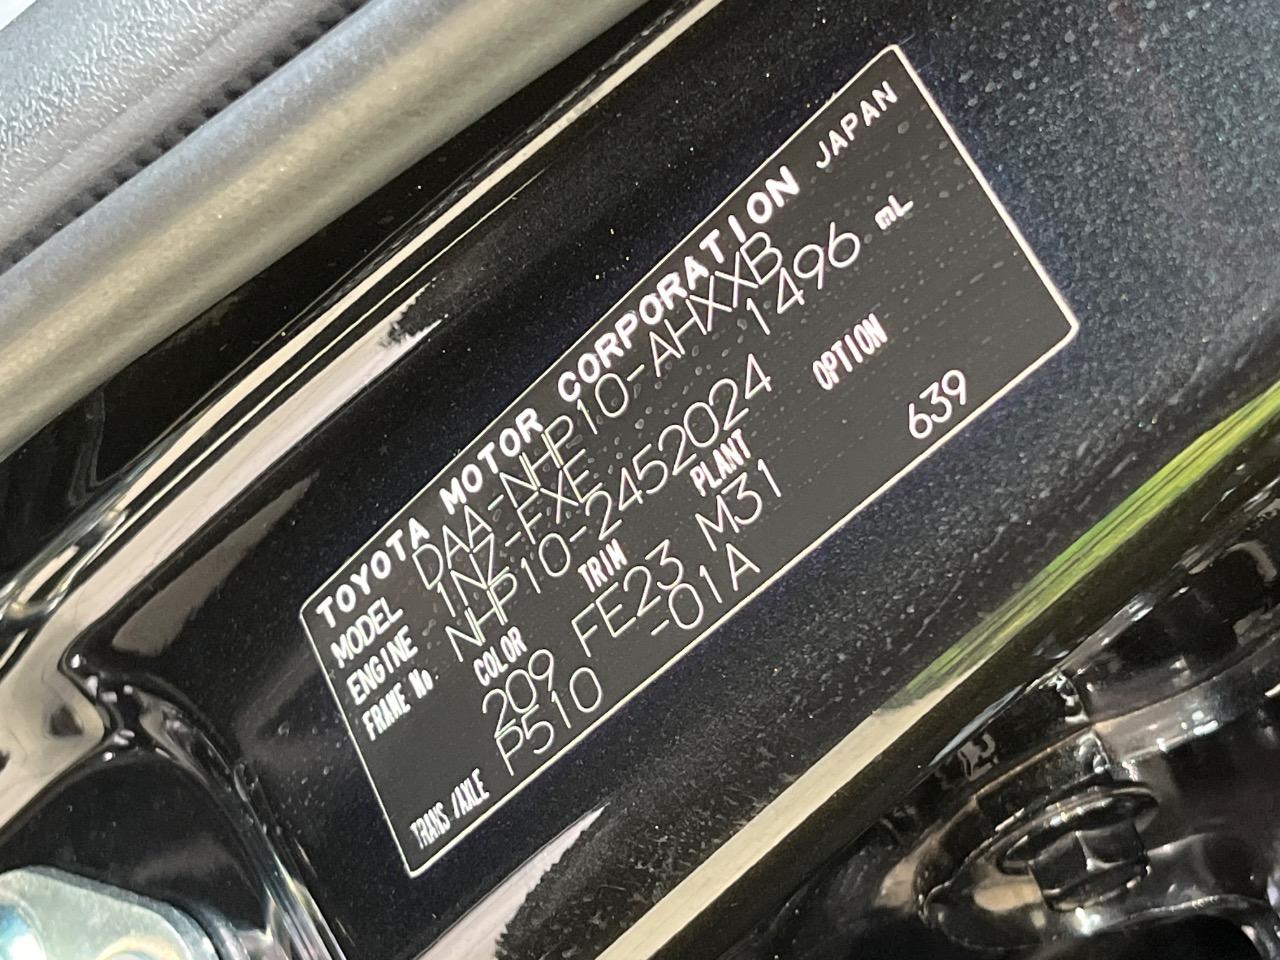 TOYOTA MOTOR CORPORATION JAPAN
MODEL DAA-NHP10-AHXXB
ENGINE 1NZ-FXE 1496 mL
FRAME No. NHP10-2452024
COLOR TRIM PLANT OPTION
209 FE23 M31 639
TRANS/AXLE P510 -01A